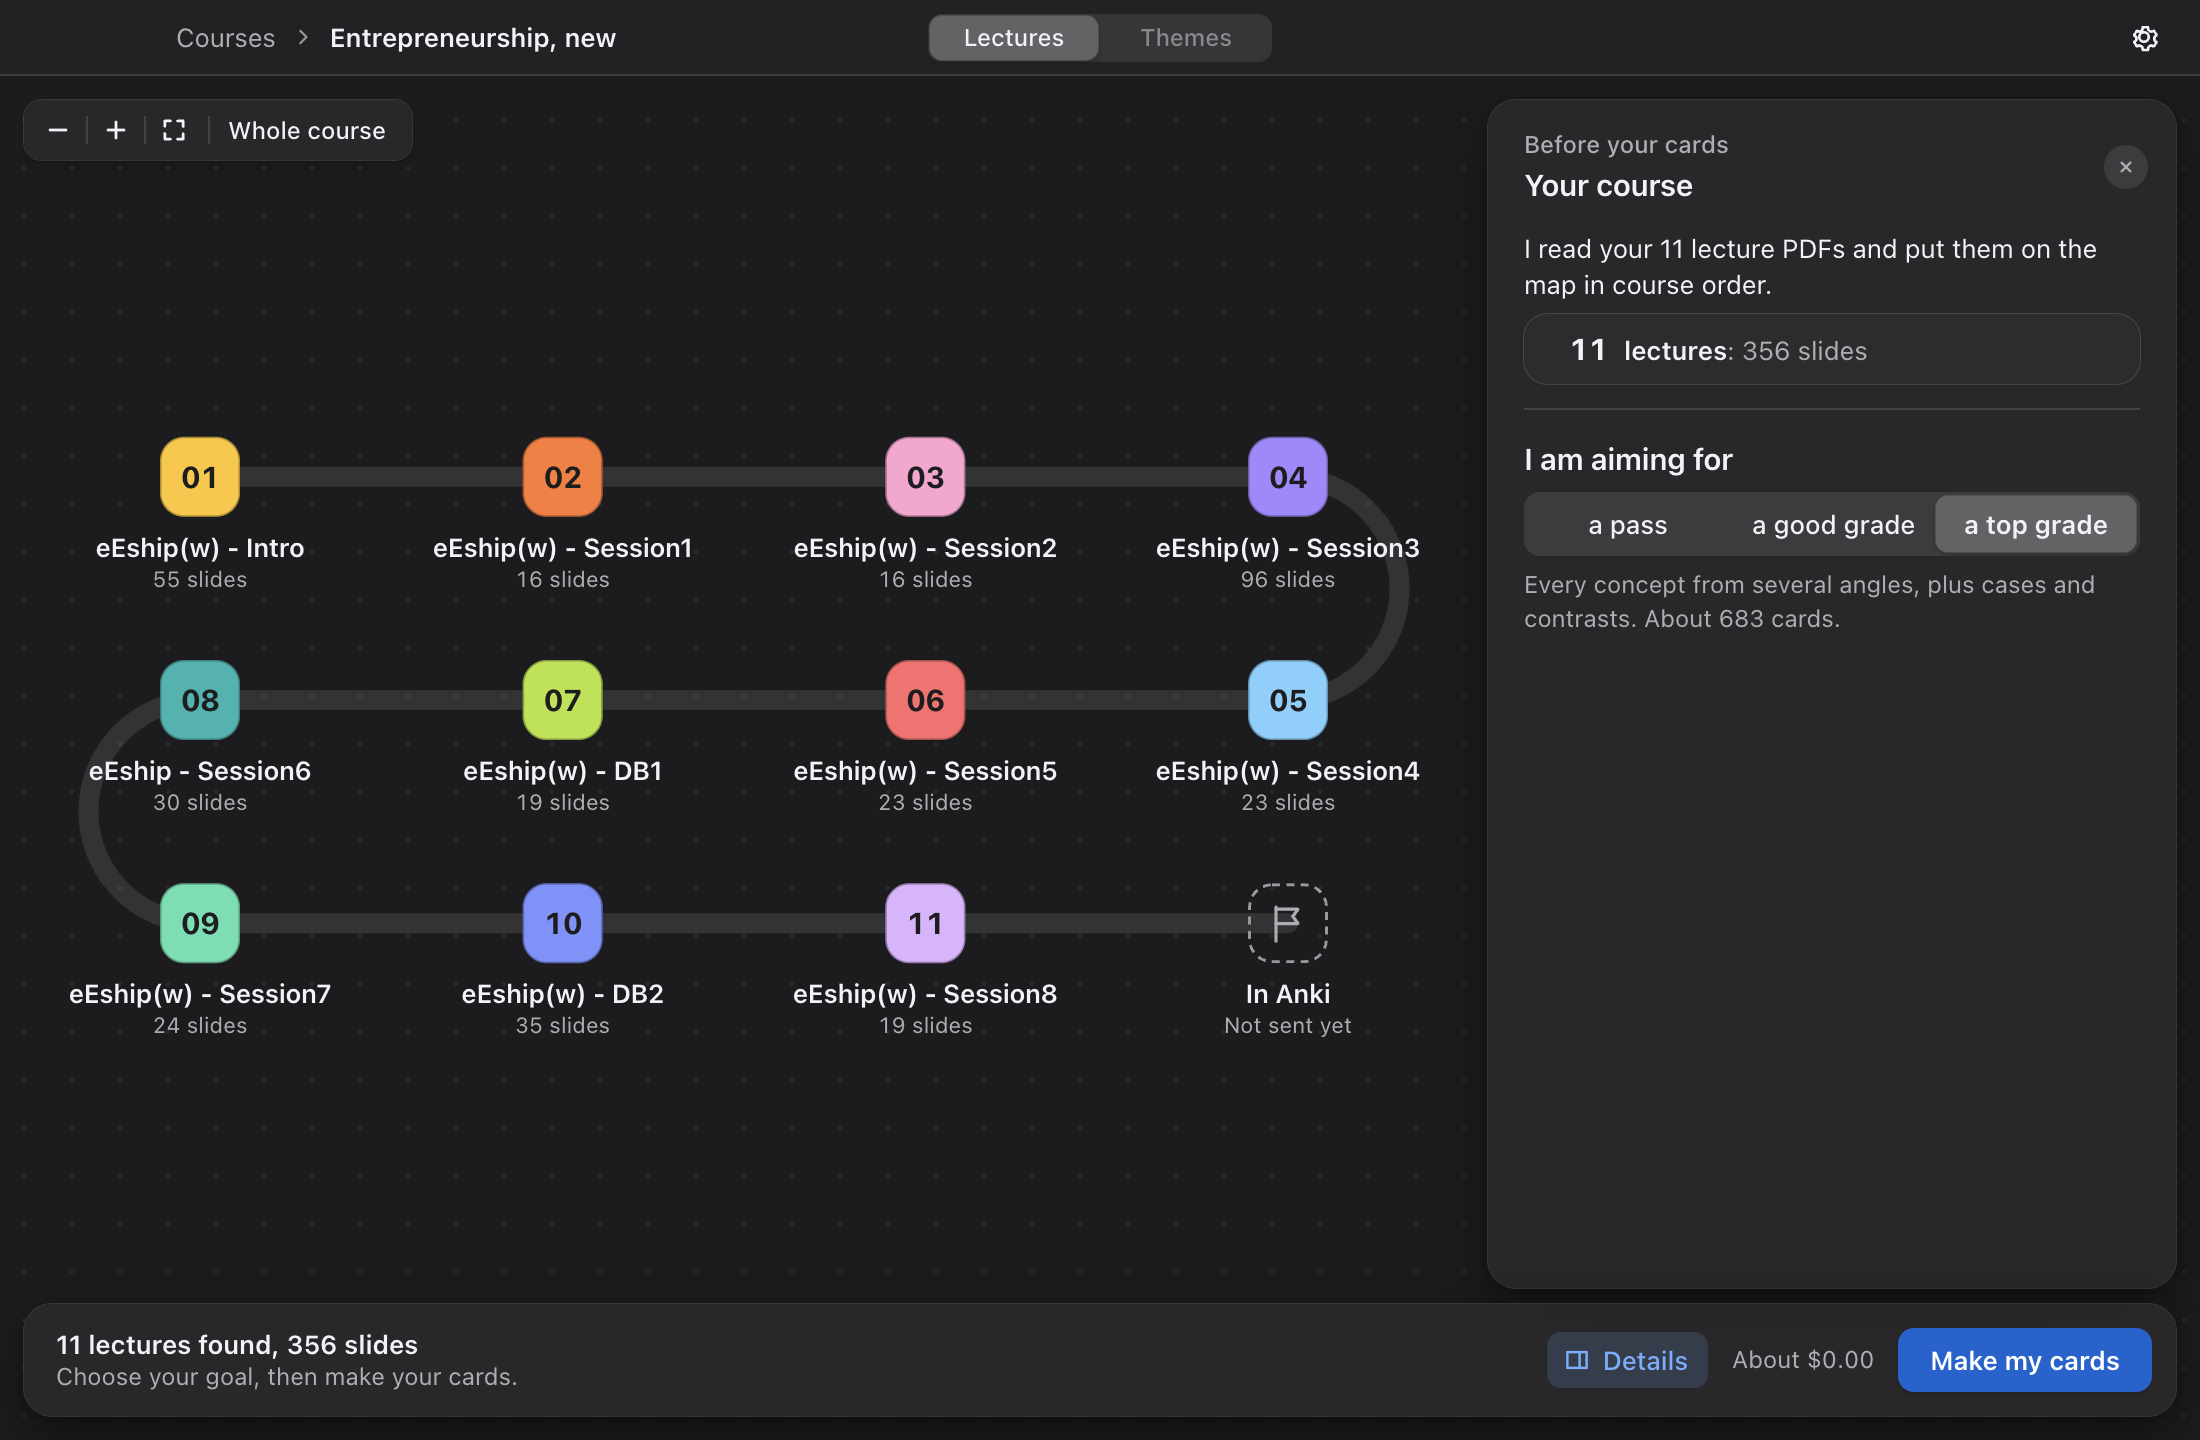 Courses > Entrepreneurship, new
Lectures
Themes
Whole course
01
02
03
04
eEship(w) - Intro
eEship(w) - Session1
eEship(w) - Session2
eEship(w) - Session3
55 slides
16 slides
16 slides
96 slides
08
07
06
05
eEship - Session6
eEship(w) - DB1
eEship(w) - Session5
eEship(w) - Session4
30 slides
19 slides
23 slides
23 slides
09
10
11
eEship(w) - Session7
eEship(w) - DB2
eEship(w) - Session8
In Anki
24 slides
35 slides
19 slides
Not sent yet
Before your cards
Your course
I read your 11 lecture PDFs and put them on the
map in course order.
11 lectures: 356 slides
I am aiming for
a pass
a good grade
a top grade
Every concept from several angles, plus cases and
contrasts. About 683 cards.
11 lectures found, 356 slides
Choose your goal, then make your cards.
Details
About $0.00
Make my cards